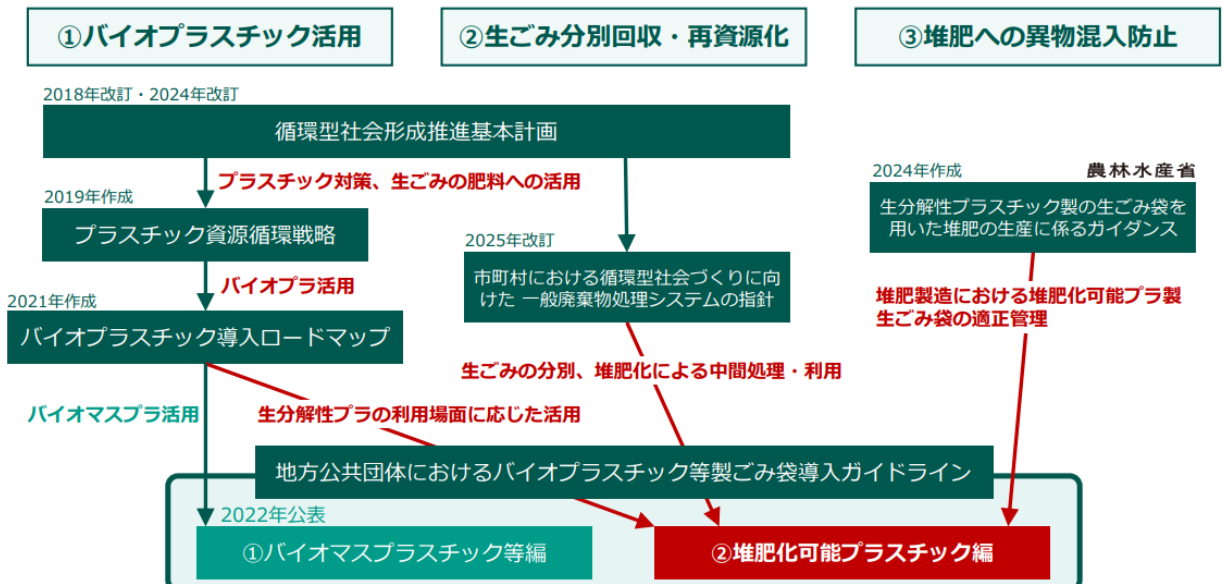 ①バイオプラスチック活用
②生ごみ分別回収・再資源化
③堆肥への異物混入防止
2018年改訂・2024年改訂
循環型社会形成推進基本計画
プラスチック対策、生ごみの肥料への活用
2019年作成
プラスチック資源循環戦略
バイオプラ活用
2021年作成
バイオプラスチック導入ロードマップ
2025年改訂
市町村における循環型社会づくりに向
けた 一般廃棄物処理システムの指針
2024年作成
農林水産省
生分解性プラスチック製の生ごみ袋を
用いた堆肥の生産に係るガイダンス
堆肥製造における堆肥化可能プラ製
生ごみ袋の適正管理
生ごみの分別、堆肥化による中間処理・利用
バイオマスプラ活用
生分解性プラの利用場面に応じた活用
地方公共団体におけるバイオプラスチック等製ごみ袋導入ガイドライン
2022年公表
①バイオマスプラスチック等編
②堆肥化可能プラスチック編